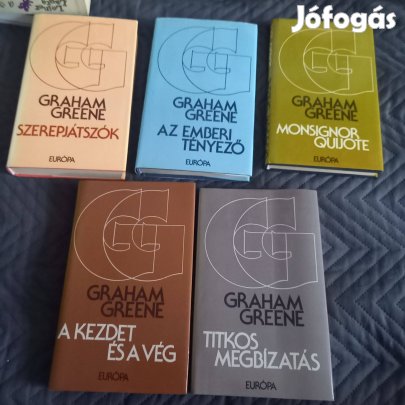 Jófogás
GRAHAM
GREENE
SZEREPJÁTSZÓK
EURÓPA
GRAHAM
GREENE
AZ EMBERI
TÉNYEZŐ
EURÓPA
GRAHAM
GREENE
MONSIGNOR
QUIJOTE
EURÓPA
GRAHAM
GREENE
A KEZDET
ÉS A VÉG
EURÓPA
GRAHAM
GREENE
TITKOS
MEGBÍZATÁS
EURÓPA